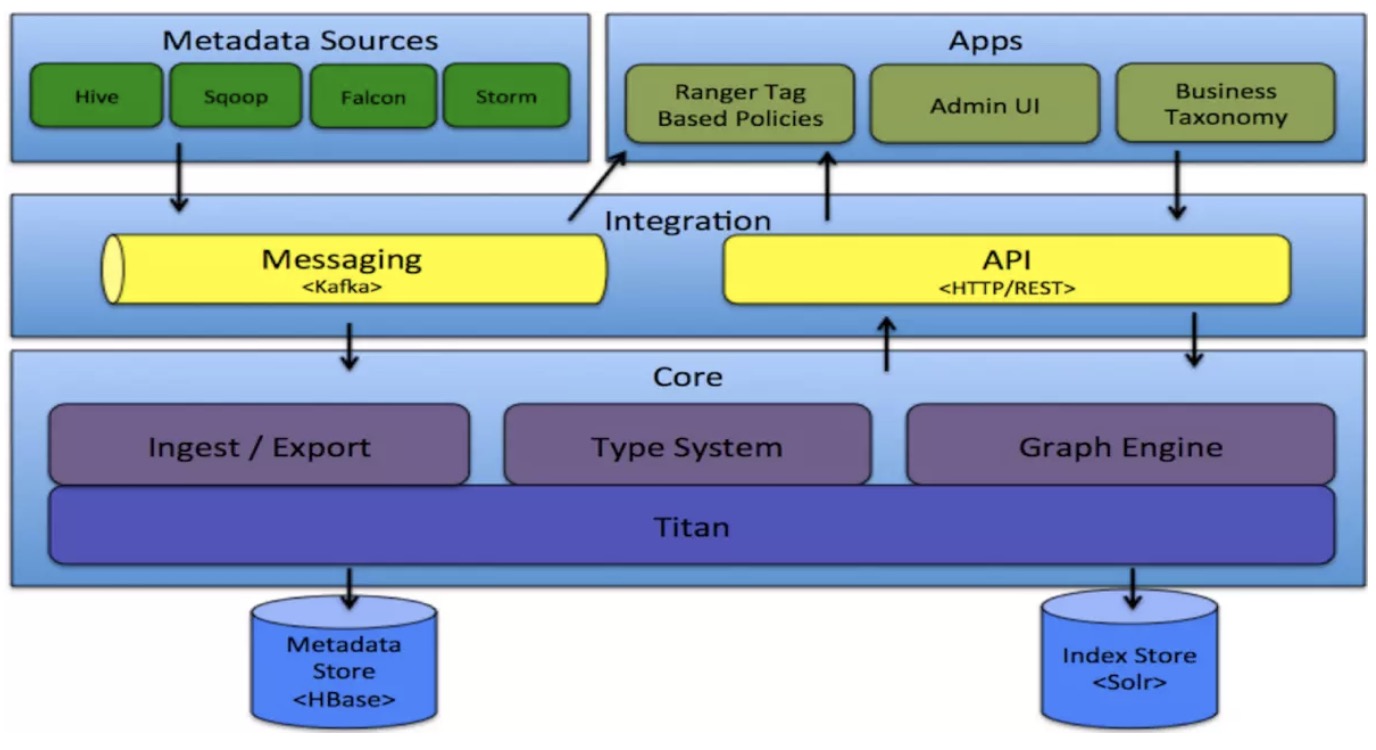 Metadata Sources
Hive
Sqoop
Falcon
Storm
Apps
Ranger Tag
Based Policies
Admin UI
Business
Taxonomy
Integration
Messaging
<Kafka>
API
<HTTP/REST>
Core
Ingest / Export
Type System
Graph Engine
Titan
Metadata
Store
<HBase>
Index Store
<Solr>